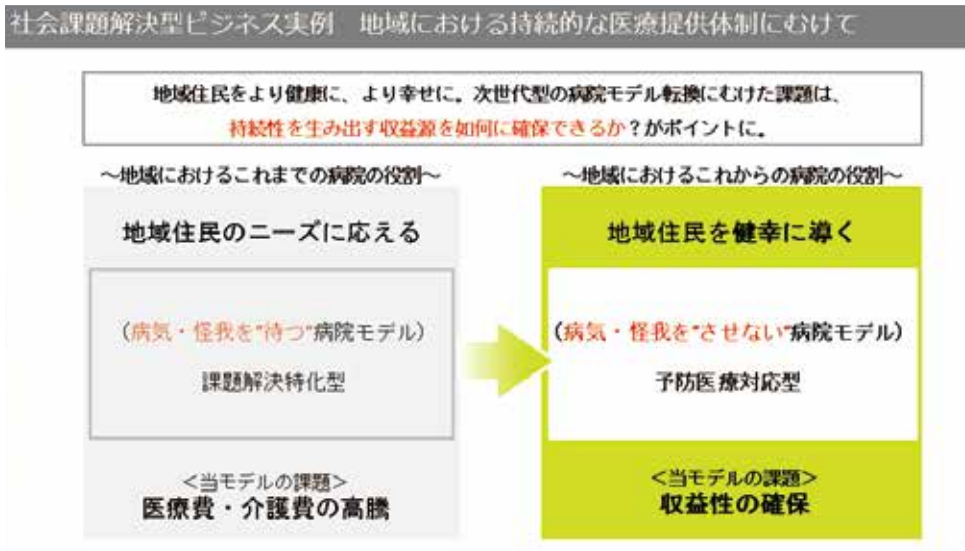 社会課題解決型ビジネス実例　地域における持続的な医療提供体制にむけて
地域住民をより健康に、より幸せに。次世代型の病院モデル転換にむけた課題は、
持続性を生み出す収益源を如何に確保できるか？がポイントに。
～地域におけるこれまでの病院の役割～
地域住民のニーズに応える
（病気・怪我を"待つ"病院モデル）
課題解決特化型
＜当モデルの課題＞
医療費・介護費の高騰
～地域におけるこれからの病院の役割～
地域住民を健幸に導く
（病気・怪我を"させない"病院モデル）
予防医療対応型
＜当モデルの課題＞
収益性の確保